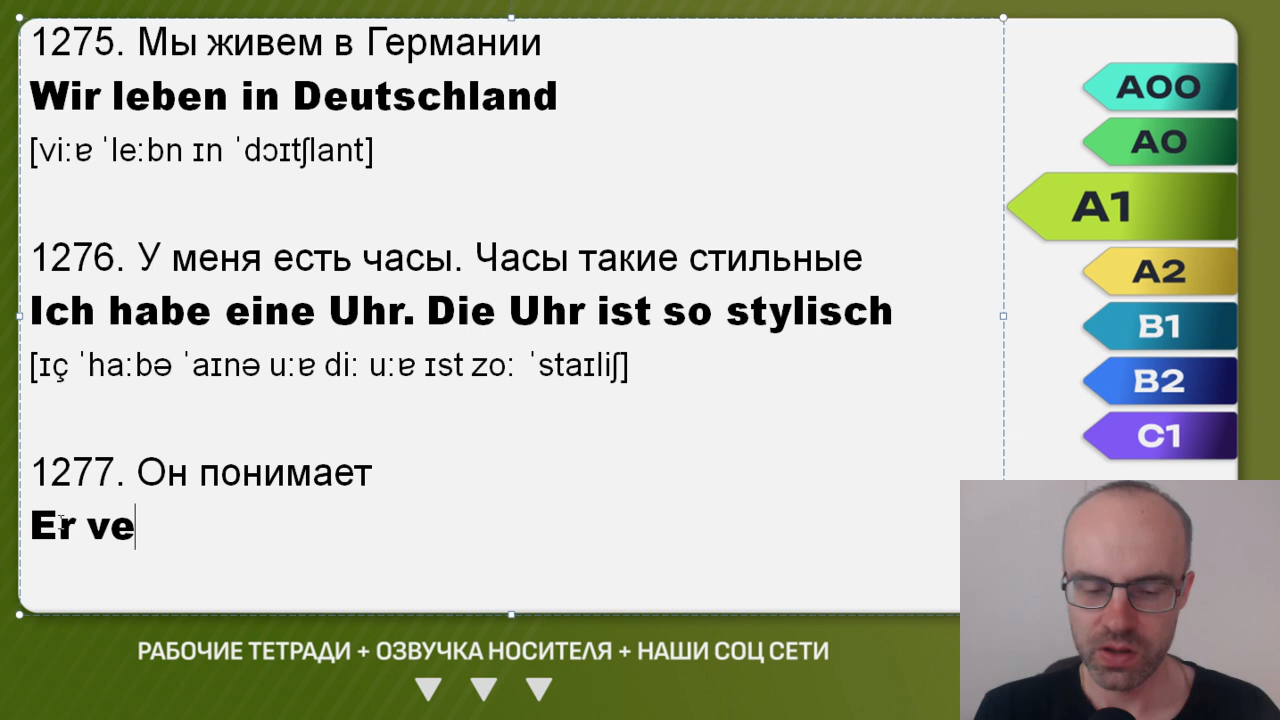 1275. Мы живем в Германии
Wir leben in Deutschland
[viːɐ ˈleːbn ɪn ˈdɔɪtʃlant]
1276. У меня есть часы. Часы такие стильные
Ich habe eine Uhr. Die Uhr ist so stylisch
[ɪç ˈhaːbə ˈaɪnə uːɐ diː uːɐ ɪst zoː ˈstaɪliʃ]
1277. Он понимает
Er ve
A00
A0
A1
A2
B1
B2
C1
РАБОЧИЕ ТЕТРАДИ + ОЗВУЧКА НОСИТЕЛЯ + НАШИ СОЦ СЕТИ